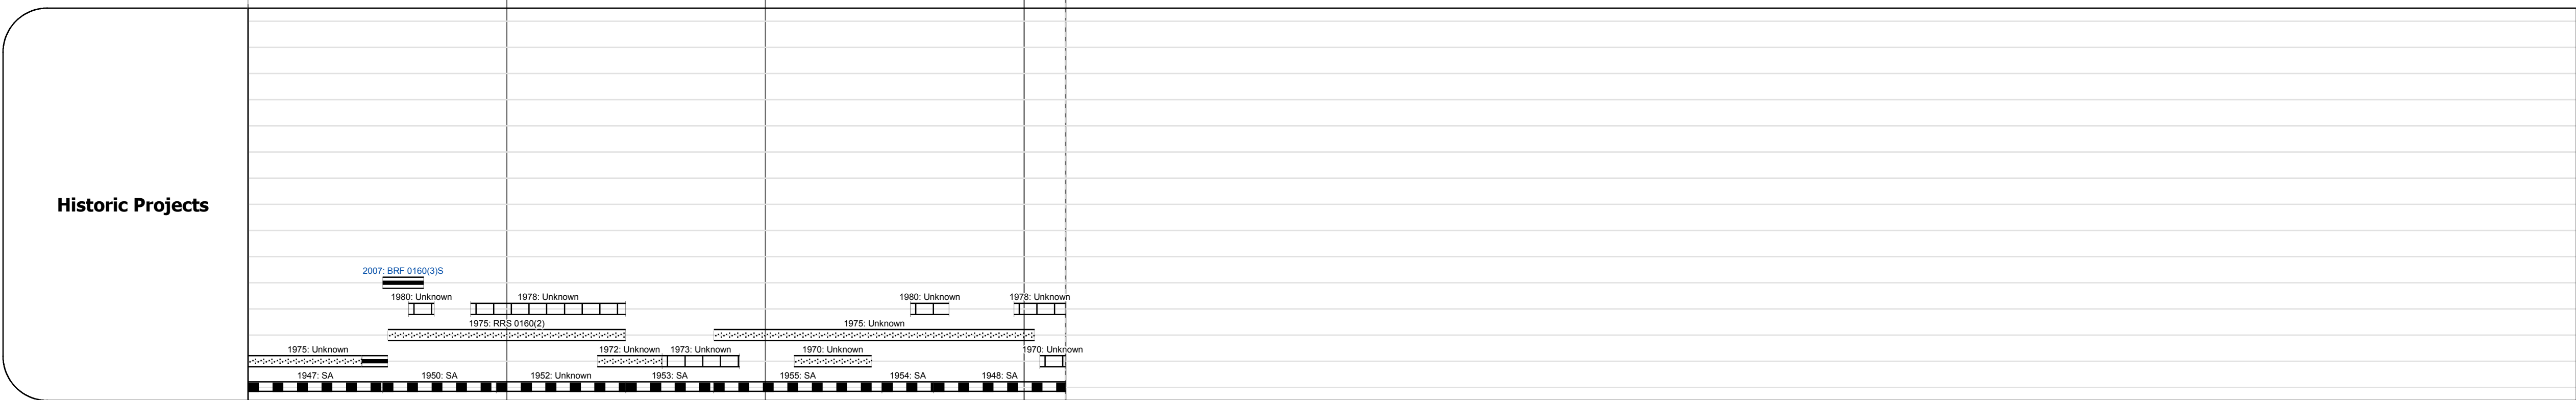 Historic Projects
2007: BRF 0160(3)S
1980: Unknown
1978: Unknown
1980: Unknown
1978: Unknown
1975: RRS 0160(2)
1975: Unknown
1975: Unknown
1972: Unknown
1973: Unknown
1970: Unknown
1970: Unknown
1947: SA
1950: SA
1952: Unknown
1953: SA
1955: SA
1954: SA
1948: SA